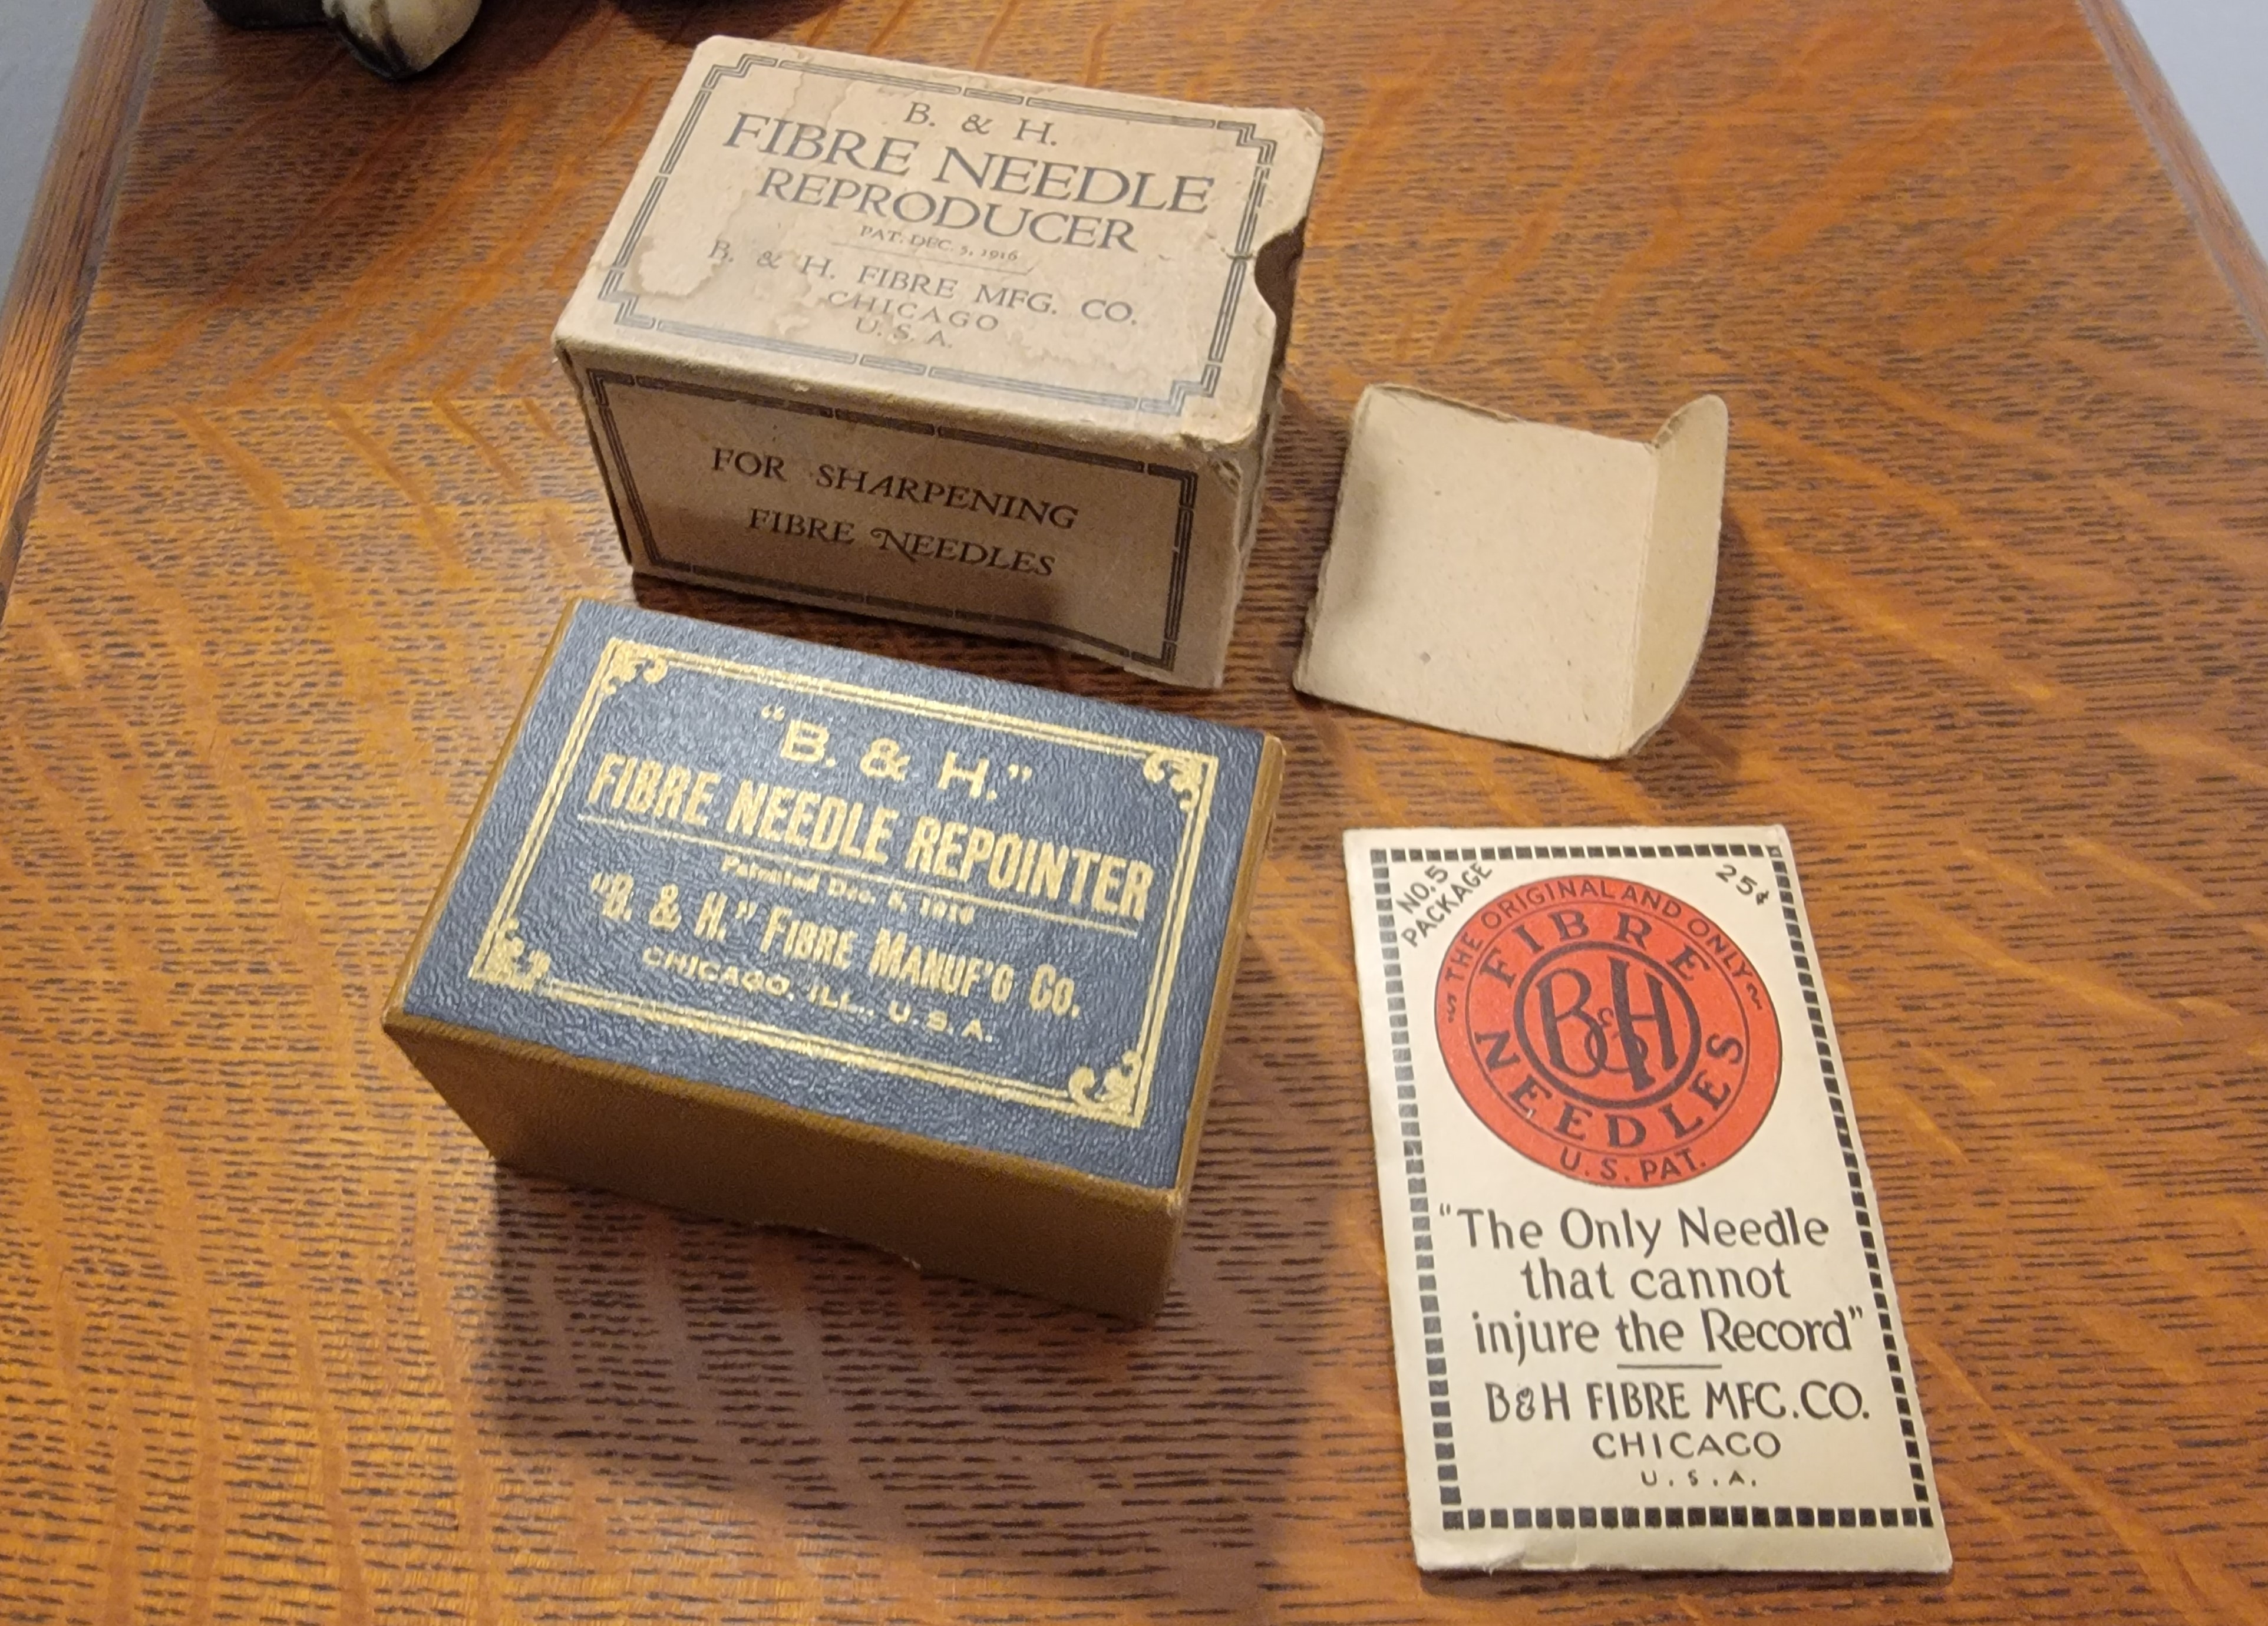 B. & H.
FIBRE NEEDLE
REPRODUCER
PAT. DEC. 5, 1916
B. & H. FIBRE MFG. CO.
CHICAGO
U. S. A.
FOR SHARPENING
FIBRE NEEDLES
"B. & H."
FIBRE NEEDLE REPOINTER
Patented Dec. 5, 1916
"B. & H." FIBRE MANUF'G CO.
CHICAGO, ILL., U.S.A.
NO.5
PACKAGE
25¢
THE ORIGINAL AND ONLY
FIBRE
B&H
NEEDLES
U.S. PAT.
"The Only Needle
that cannot
injure the Record"
B&H FIBRE MFG. CO.
CHICAGO
U.S.A.